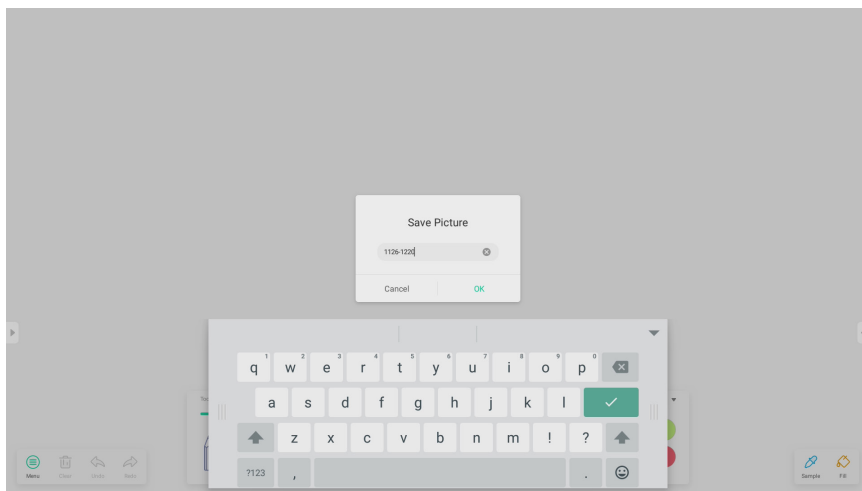 Save Picture
1126-1220
Cancel OK
q 1 w 2 e 3 r 4 t 5 y 6 u 7 i 8 o 9 p 0
a s d f g h j k l
z x c v b n m ! ?
?123 , .
Menu Clear Undo Redo Sample Fill